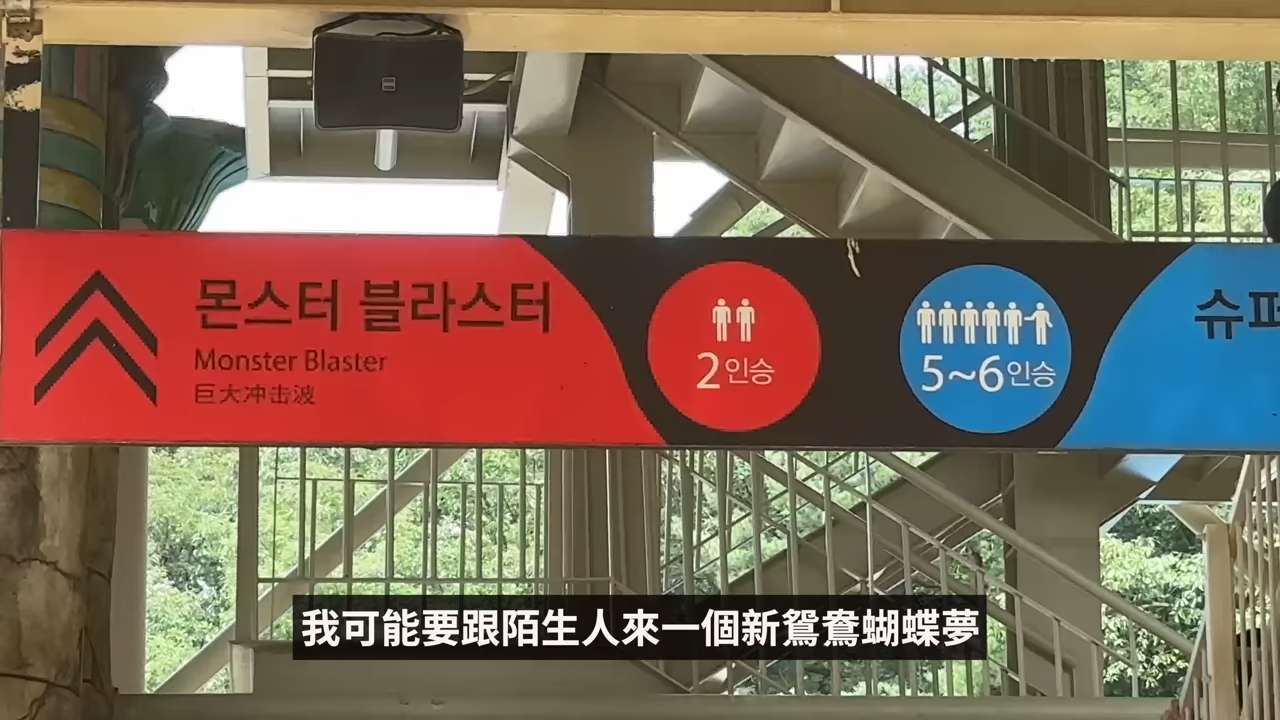 몬스터 블라스터
Monster Blaster
巨大冲击波
2인승
5~6인승
슈퍼
我可能要跟陌生人來一個新鴛鴦蝴蝶夢